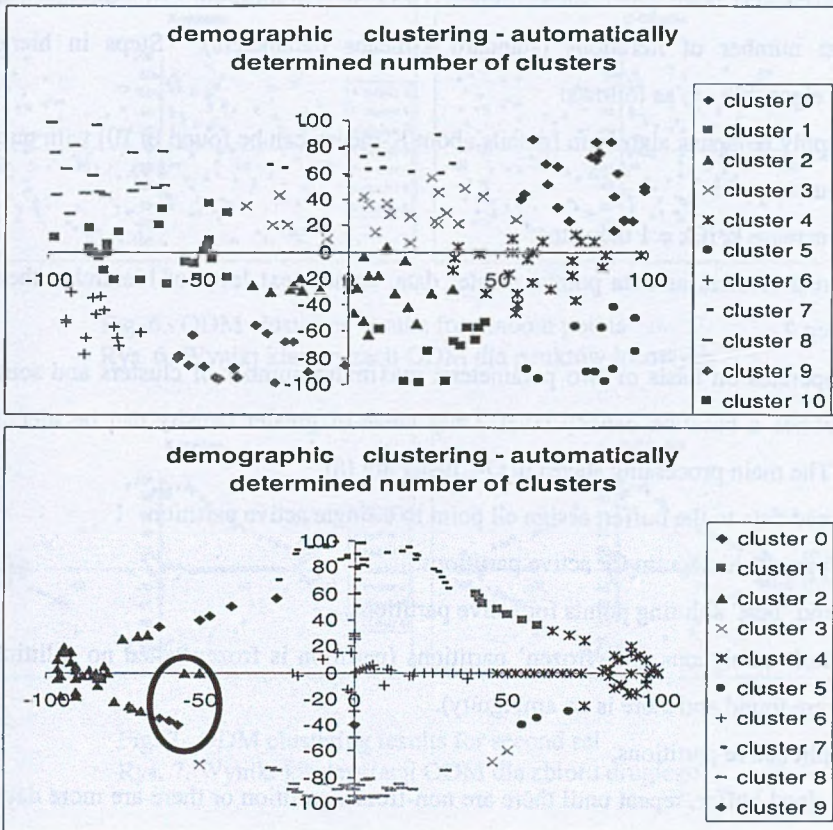 demographic clustering - automatically
determined number of clusters
100
80
60
40
20
0
-100
-50
0
50
100
-40
-60
-80
-100
cluster 0
cluster 1
cluster 2
cluster 3
cluster 4
cluster 5
cluster 6
cluster 7
cluster 8
cluster 9
cluster 10
demographic clustering - automatically
determined number of clusters
100
80
60
40
20
0
-100
-50
0
50
100
-20
-40
-60
-80
-100
cluster 0
cluster 1
cluster 2
cluster 3
cluster 4
cluster 5
cluster 6
cluster 7
cluster 8
cluster 9